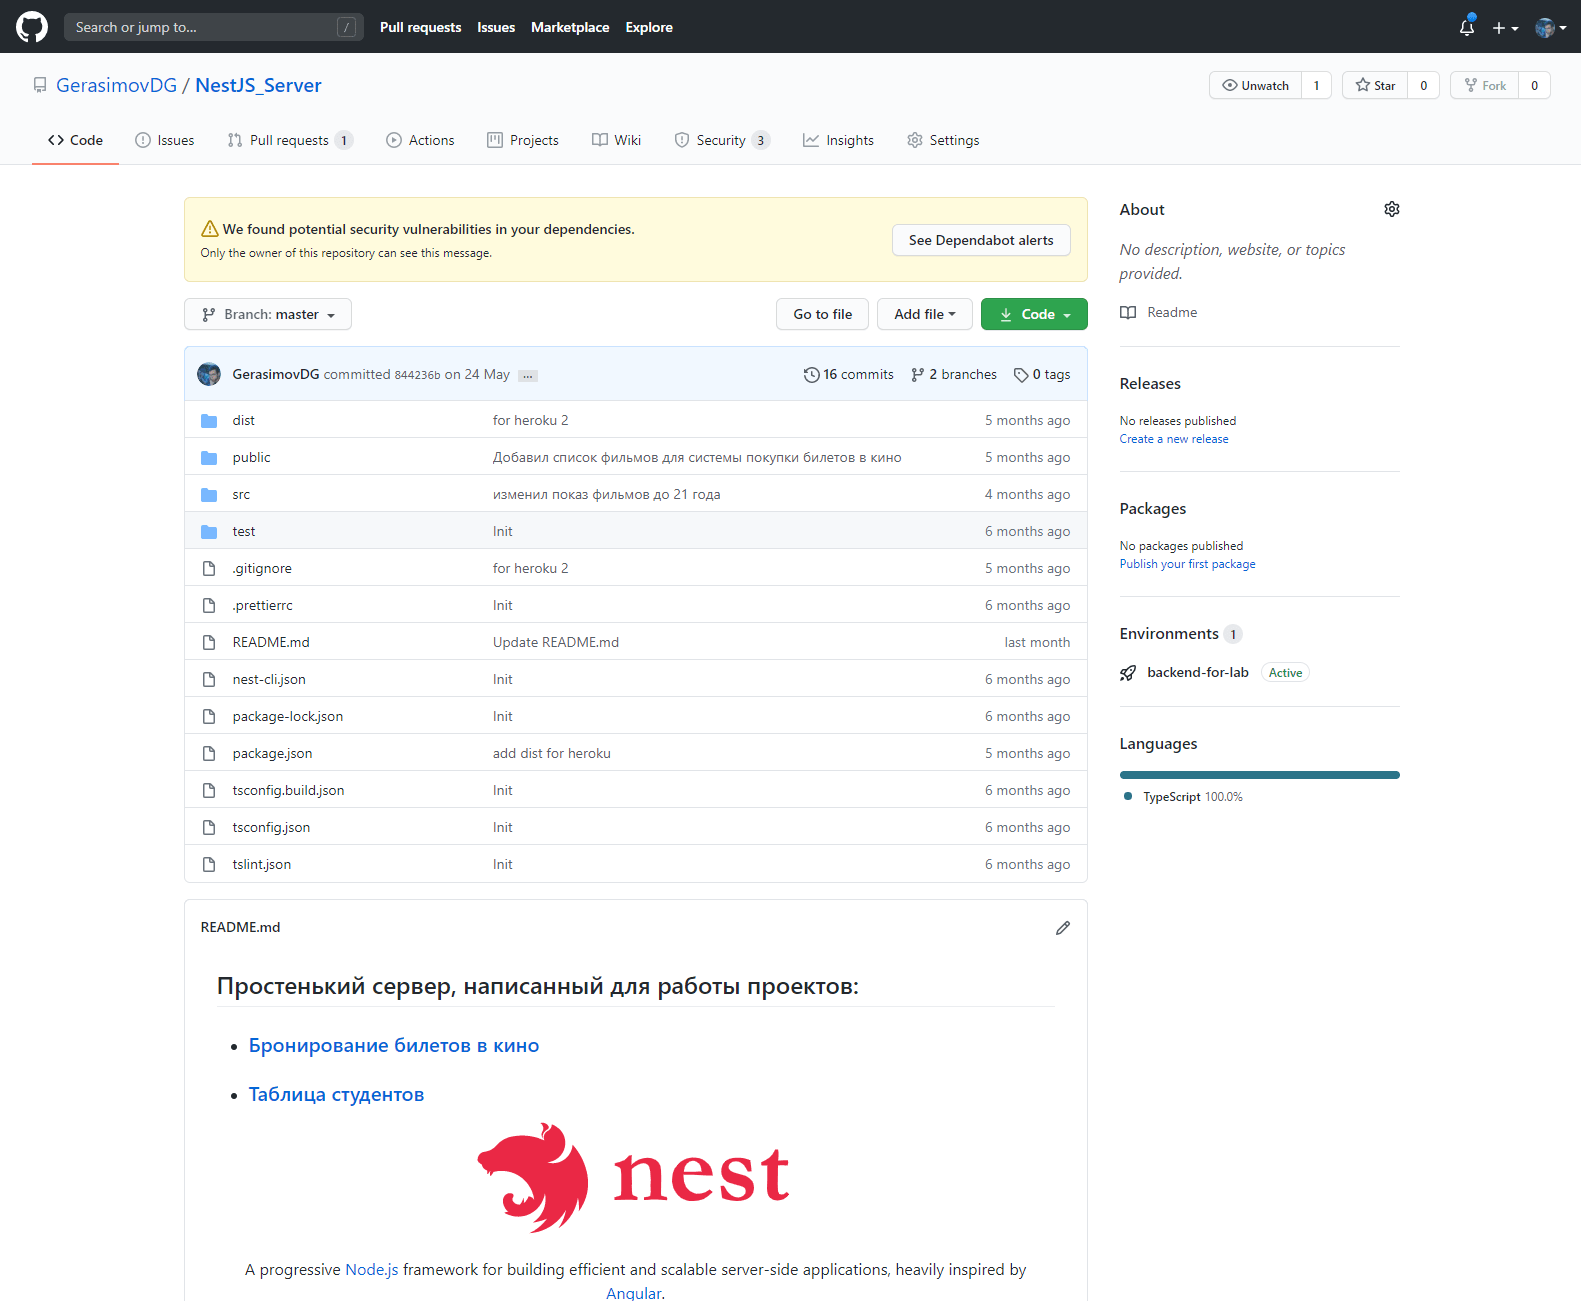 Search or jump to... /
Pull requests Issues Marketplace Explore
GerasimovDG / NestJS_Server
Unwatch 1 Star 0 Fork 0
Code Issues Pull requests 1 Actions Projects Wiki Security 3 Insights Settings
We found potential security vulnerabilities in your dependencies.
Only the owner of this repository can see this message.
See Dependabot alerts
Branch: master
Go to file Add file Code
GerasimovDG committed 844236b on 24 May ... 16 commits 2 branches 0 tags
dist for heroku 2 5 months ago
public Добавил список фильмов для системы покупки билетов в кино 5 months ago
src изменил показ фильмов до 21 года 4 months ago
test Init 6 months ago
.gitignore for heroku 2 5 months ago
.prettierrc Init 6 months ago
README.md Update README.md last month
nest-cli.json Init 6 months ago
package-lock.json Init 6 months ago
package.json add dist for heroku 5 months ago
tsconfig.build.json Init 6 months ago
tsconfig.json Init 6 months ago
tslint.json Init 6 months ago
README.md
Простенький сервер, написанный для работы проектов:
• Бронирование билетов в кино
• Таблица студентов
nest
A progressive Node.js framework for building efficient and scalable server-side applications, heavily inspired by
Angular.
About
No description, website, or topics
provided.
Readme
Releases
No releases published
Create a new release
Packages
No packages published
Publish your first package
Environments 1
backend-for-lab Active
Languages
TypeScript 100.0%